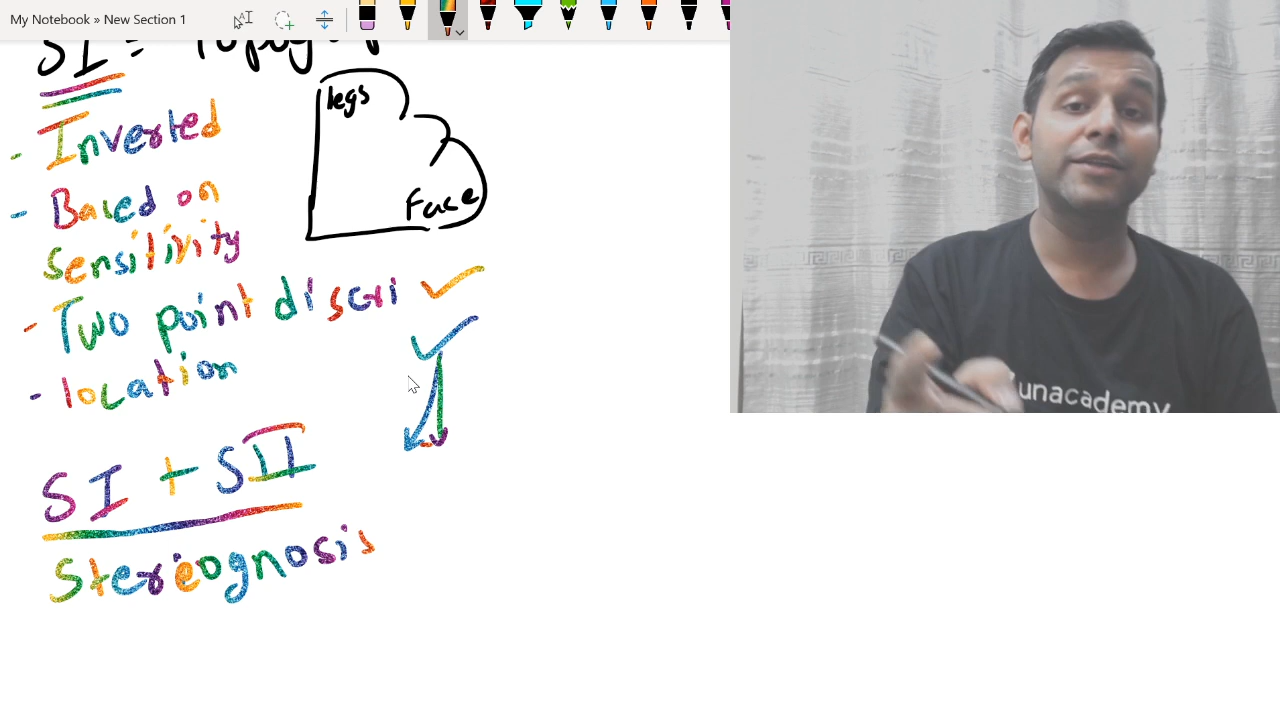 My Notebook » New Section 1
SI =
- Inverted
legs
- Based on
Face
sensitivity
- Two point discri
- location
SI + SII
Stereognosis
unacademy